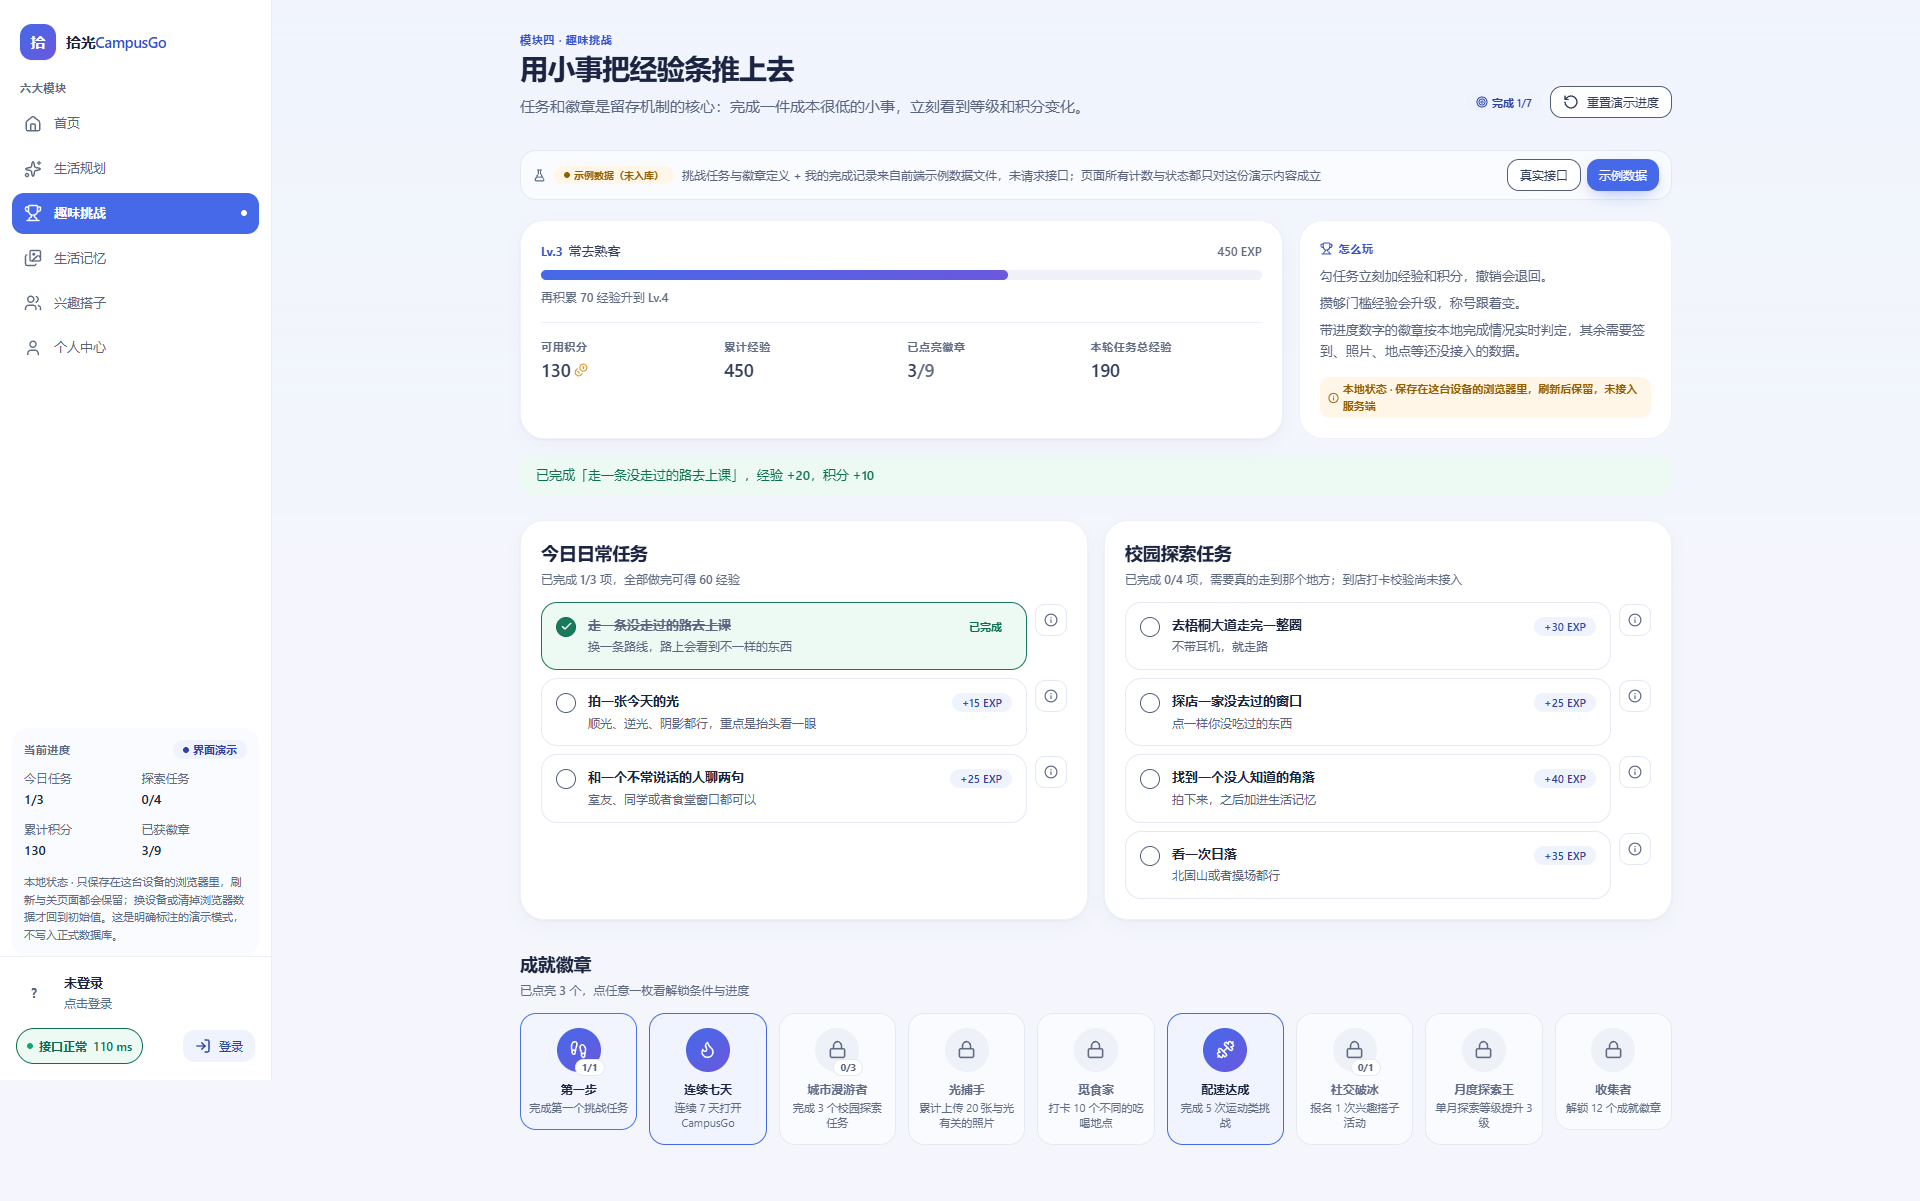 拾 拾光CampusGo
六大模块
首页
生活规划
趣味挑战
生活记忆
兴趣搭子
个人中心
当前进度 界面演示
今日任务 探索任务
1/3 0/4
累计积分 已获徽章
130 3/9
本地状态 · 只保存在这台设备的浏览器里，刷
新与关页面都会保留；换设备或清掉浏览器数
据才回到初始值。这是明确标注的演示模式，
不写入正式数据库。
? 未登录
点击登录
接口正常 110 ms 登录
模块四 · 趣味挑战
用小事把经验条推上去
任务和徽章是留存机制的核心：完成一件成本很低的小事，立刻看到等级和积分变化。
完成 1/7 重置演示进度
示例数据（未入库） 挑战任务与徽章定义 + 我的完成记录来自前端示例数据文件，未请求接口；页面所有计数与状态都只对这份演示内容成立 真实接口 示例数据
Lv.3 常去熟客 450 EXP
再积累 70 经验升到 Lv.4
可用积分 累计经验 已点亮徽章 本轮任务总经验
130 450 3/9 190
怎么玩
勾任务立刻加经验和积分，撤销会退回。
攒够门槛经验会升级，称号跟着变。
带进度数字的徽章按本地完成情况实时判定，其余需要签
到、照片、地点等还没接入的数据。
本地状态 · 保存在这台设备的浏览器里，刷新后保留，未接入
服务端
已完成「走一条没走过的路去上课」，经验 +20，积分 +10
今日日常任务
已完成 1/3 项，全部做完可得 60 经验
走一条没走过的路去上课 已完成
换一条路线，路上会看到不一样的东西
拍一张今天的光 +15 EXP
顺光、逆光、阴影都行，重点是抬头看一眼
和一个不常说话的人聊两句 +25 EXP
室友、同学或者食堂窗口都可以
校园探索任务
已完成 0/4 项，需要真的走到那个地方；到店打卡校验尚未接入
去梧桐大道走完一整圈 +30 EXP
不带耳机，就走路
探店一家没去过的窗口 +25 EXP
点一样你没吃过的东西
找到一个没人知道的角落 +40 EXP
拍下来，之后加进生活记忆
看一次日落 +35 EXP
北固山或者操场都行
成就徽章
已点亮 3 个，点任意一枚看解锁条件与进度
1/1
第一步
完成第一个挑战任务
连续七天
连续 7 天打开
CampusGo
0/3
城市漫游者
完成 3 个校园探索
任务
光捕手
累计上传 20 张与光
有关的照片
觅食家
打卡 10 个不同的吃
喝地点
配速达成
完成 5 次运动类挑
战
0/1
社交破冰
报名 1 次兴趣搭子
活动
月度探索王
单月探索等级提升 3
级
收集者
解锁 12 个成就徽章